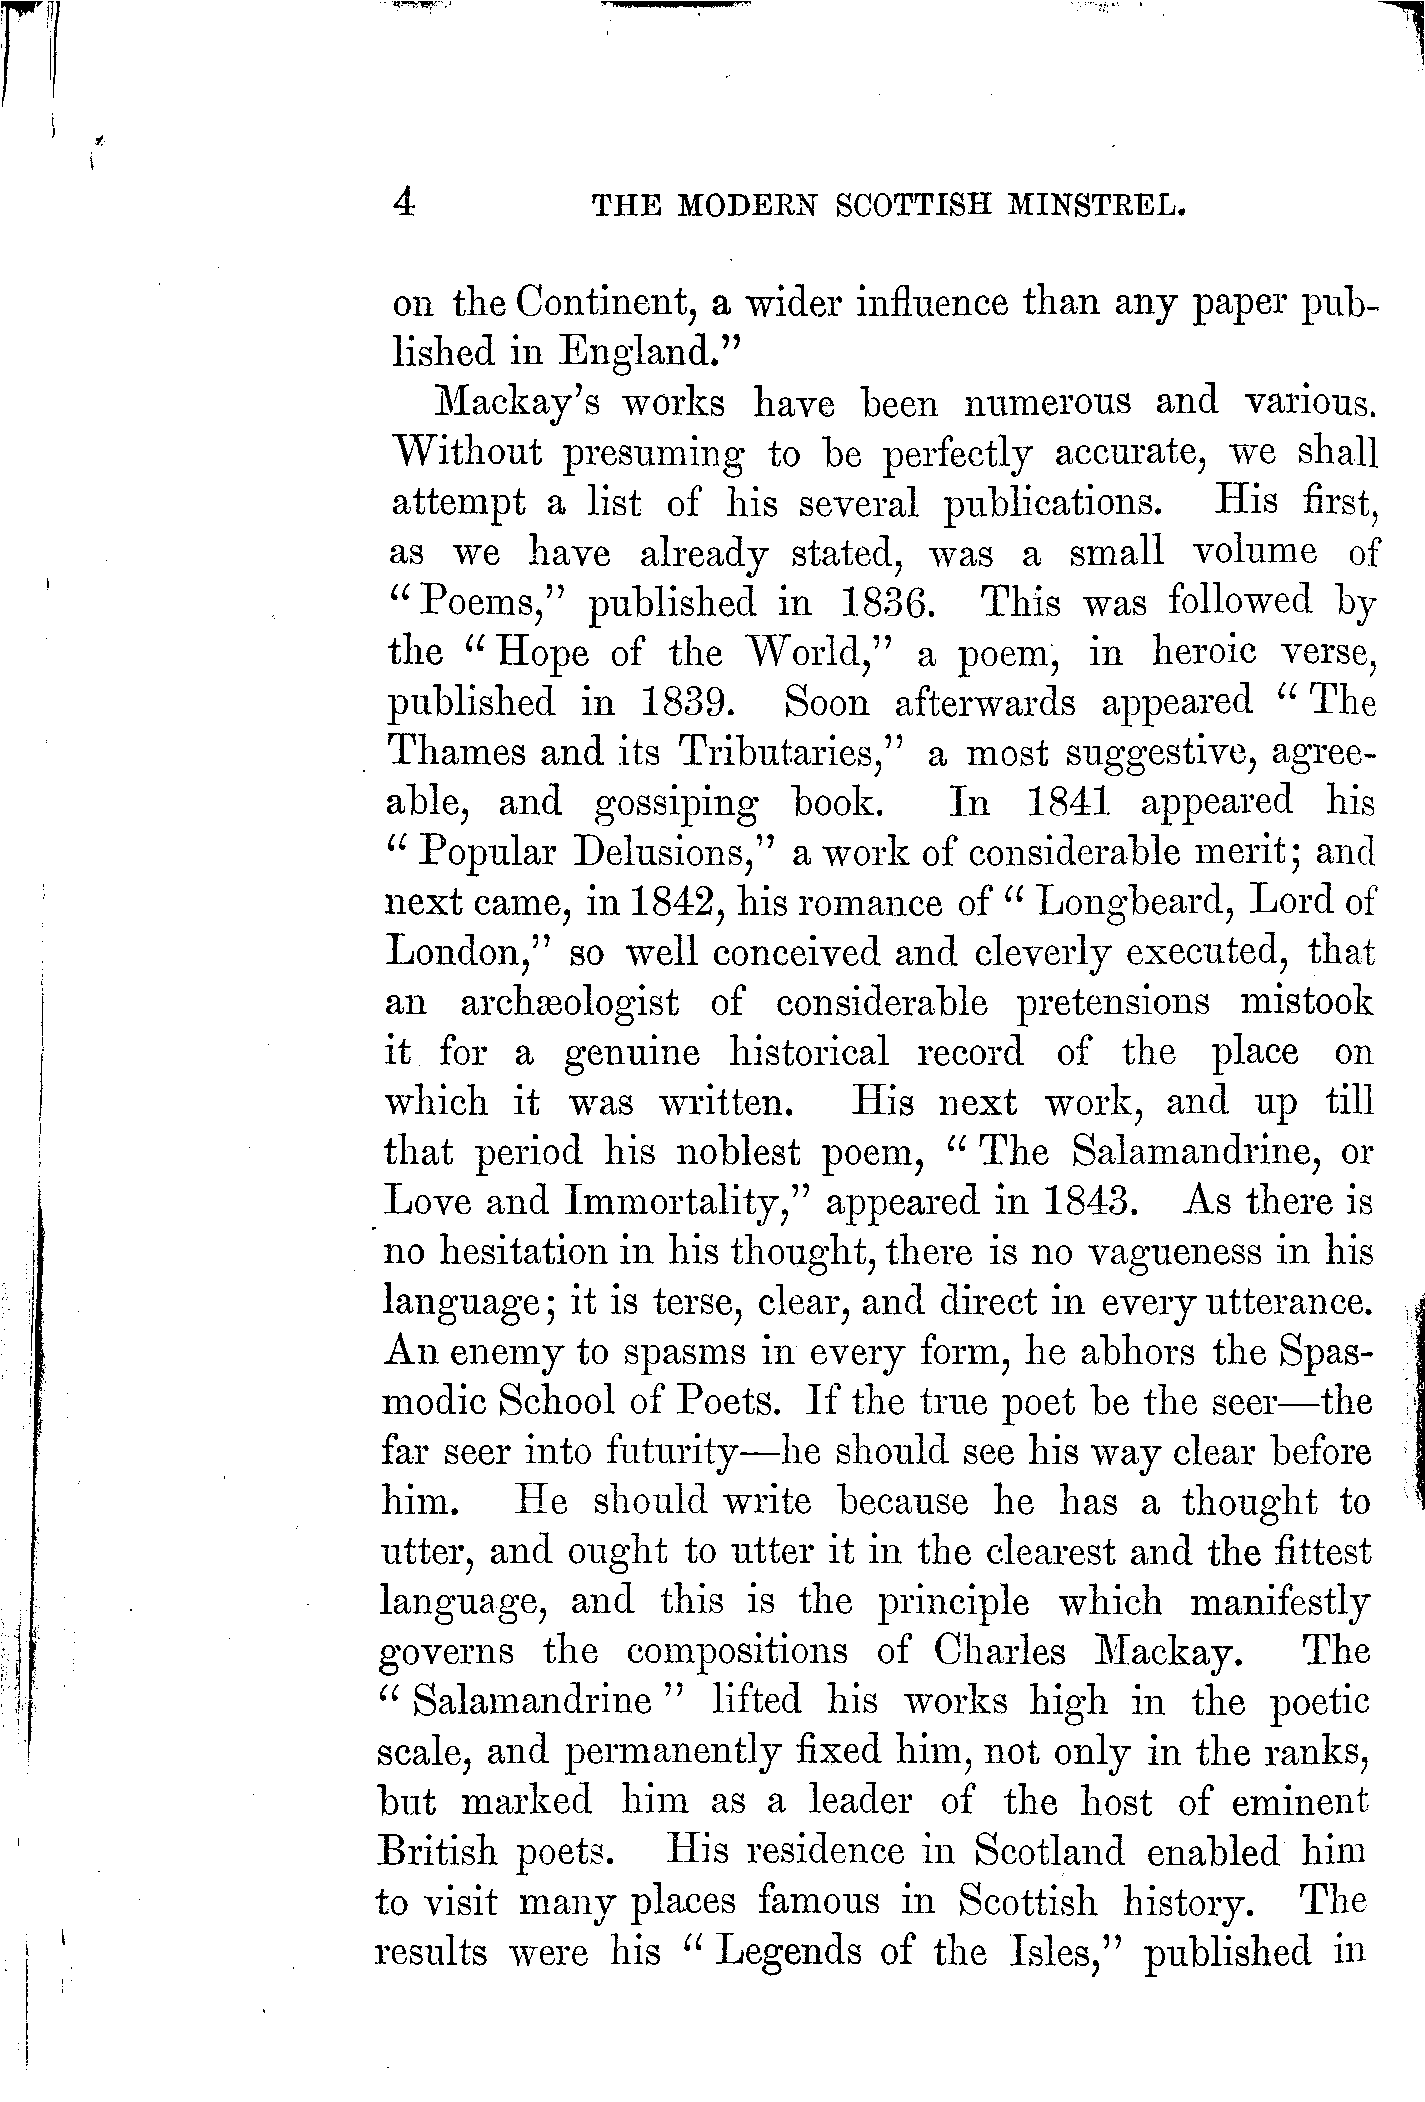 4 THE MODERN SCOTTISH MINSTREL.
on the Continent, a wider influence than any paper pub-
lished in England."
Mackay's works have been numerous and various.
Without presuming to be perfectly accurate, we shall
attempt a list of his several publications. His first,
as we have already stated, was a small volume of
"Poems," published in 1836. This was followed by
the "Hope of the World," a poem, in heroic verse,
published in 1839. Soon afterwards appeared "The
Thames and its Tributaries," a most suggestive, agree-
able, and gossiping book. In 1841 appeared his
"Popular Delusions," a work of considerable merit; and
next came, in 1842, his romance of "Longbeard, Lord of
London," so well conceived and cleverly executed, that
an archæologist of considerable pretensions mistook
it for a genuine historical record of the place on
which it was written. His next work, and up till
that period his noblest poem, "The Salamandrine, or
Love and Immortality," appeared in 1843. As there is
no hesitation in his thought, there is no vagueness in his
language; it is terse, clear, and direct in every utterance.
An enemy to spasms in every form, he abhors the Spas-
modic School of Poets. If the true poet be the seer—the
far seer into futurity—he should see his way clear before
him. He should write because he has a thought to
utter, and ought to utter it in the clearest and the fittest
language, and this is the principle which manifestly
governs the compositions of Charles Mackay. The
"Salamandrine" lifted his works high in the poetic
scale, and permanently fixed him, not only in the ranks,
but marked him as a leader of the host of eminent
British poets. His residence in Scotland enabled him
to visit many places famous in Scottish history. The
results were his "Legends of the Isles," published in